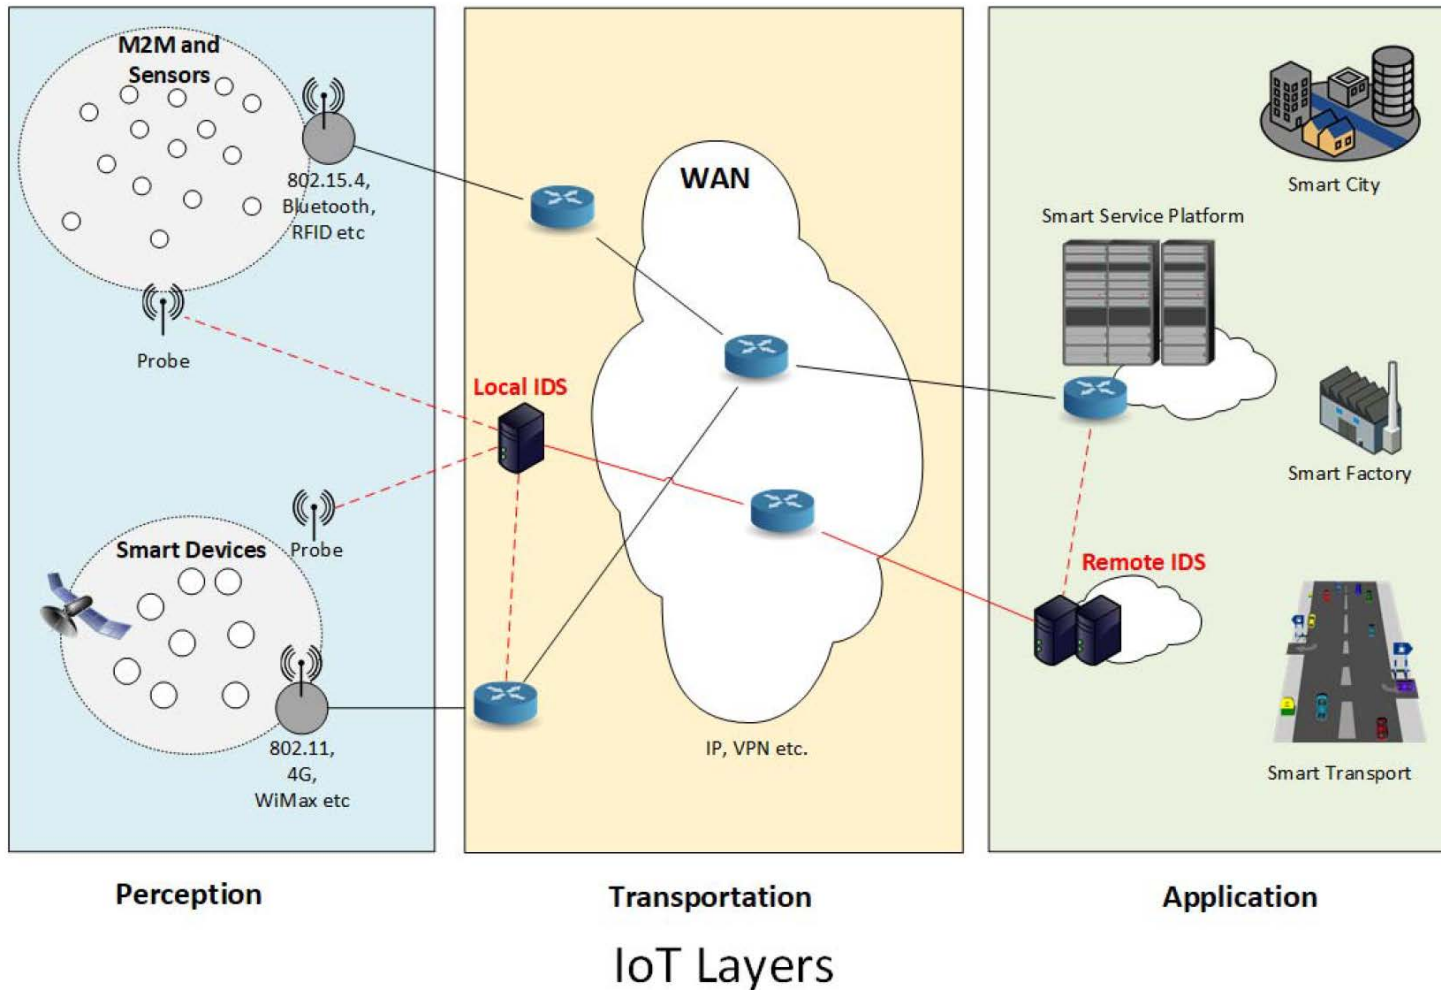 M2M and
Sensors
802.15.4,
Bluetooth,
RFID etc
Probe
Probe
Smart Devices
802.11,
4G,
WiMax etc
Local IDS
WAN
IP, VPN etc.
Smart City
Smart Service Platform
Smart Factory
Remote IDS
Smart Transport
Perception
Transportation
Application
IoT Layers